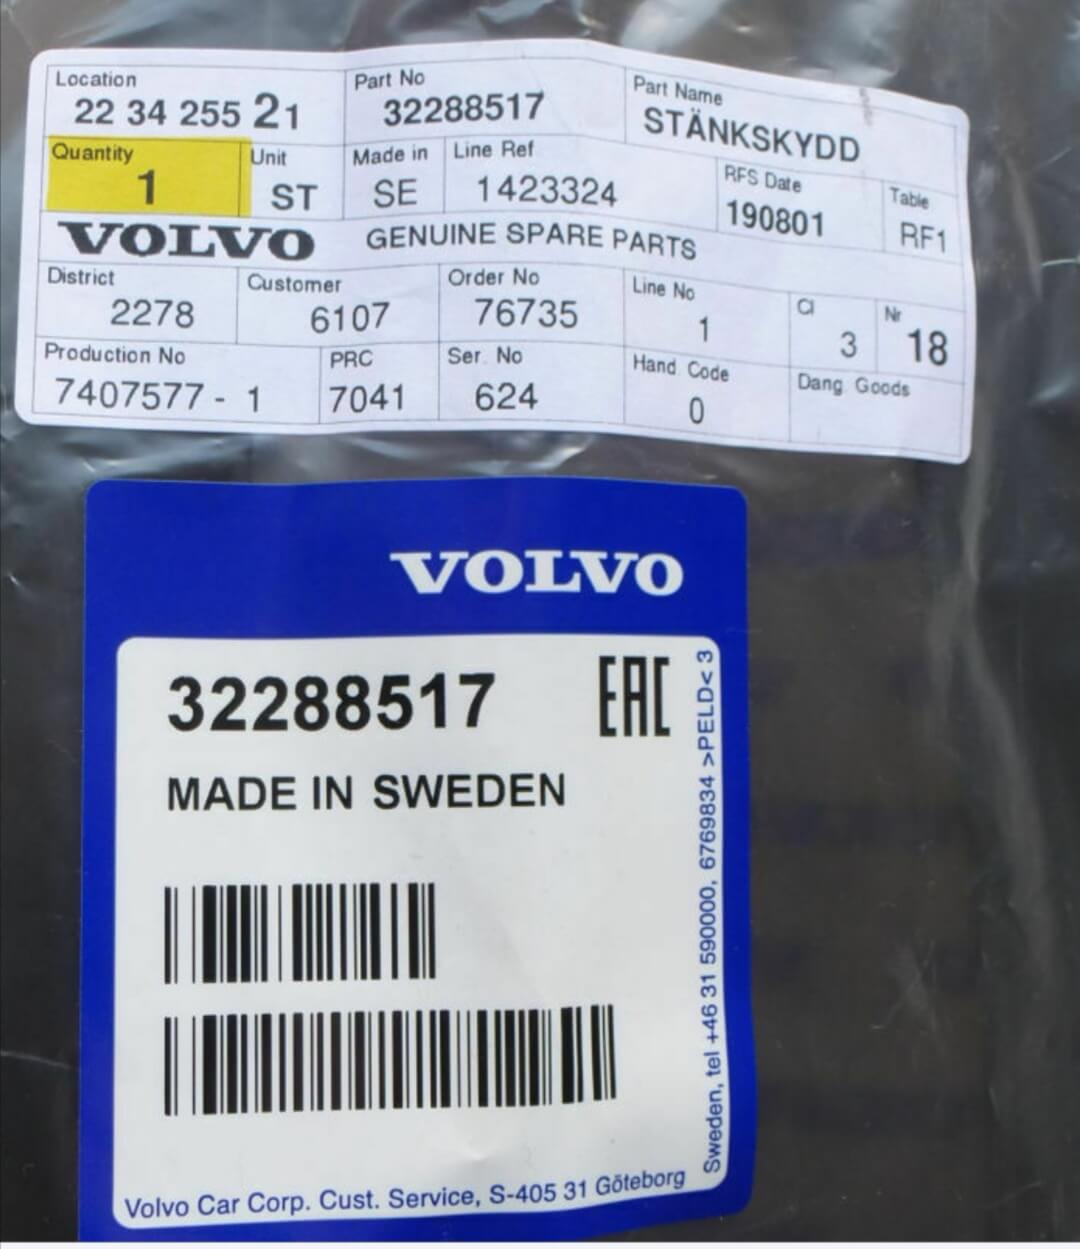 Location
22 34 255 21
Part No
32288517
Part Name
STÄNKSKYDD
Quantity
1
Unit
ST
Made in
SE
Line Ref
1423324
RFS Date
190801
Table
RF1
VOLVO GENUINE SPARE PARTS
District
2278
Customer
6107
Order No
76735
Line No
1
Cl
3
Nr
18
Production No
7407577 - 1
PRC
7041
Ser. No
624
Hand. Code
0
Dang. Goods
VOLVO
32288517
EAC
MADE IN SWEDEN
Volvo Car Corp. Cust. Service, S-405 31 Göteborg
Sweden, tel +46 31 590000, 6769834 >PELD< 3